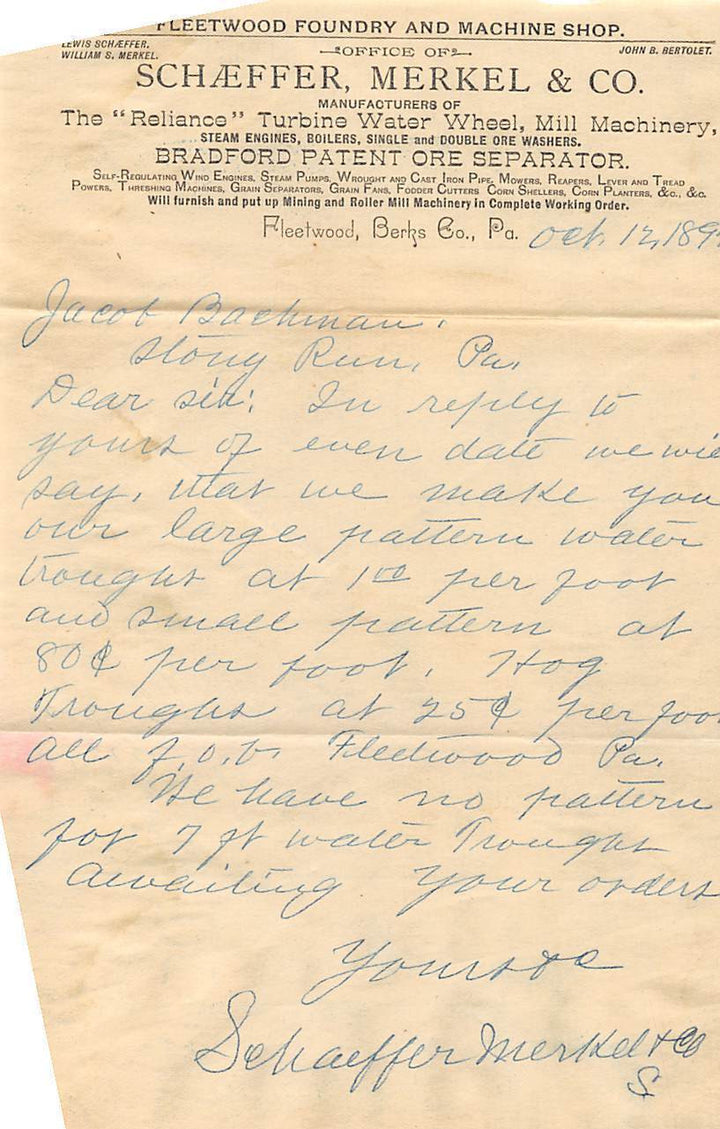 FLEETWOOD FOUNDRY AND MACHINE SHOP.
LEWIS SCHÆFFER.
WILLIAM S. MERKEL.
OFFICE OF
JOHN B. BERTOLET.
SCHÆFFER, MERKEL & CO.
MANUFACTURERS OF
The "Reliance" Turbine Water Wheel, Mill Machinery,
STEAM ENGINES, BOILERS, SINGLE and DOUBLE ORE WASHERS.
BRADFORD PATENT ORE SEPARATOR.
SELF-REGULATING WIND ENGINES, STEAM PUMPS, WROUGHT AND CAST IRON PIPE, MOWERS, REAPERS, LEVER AND TREAD
POWERS, THRESHING MACHINES, GRAIN SEPARATORS, GRAIN FANS, FODDER CUTTERS CORN SHELLERS, CORN PLANTERS, &C., &C.
Will furnish and put up Mining and Roller Mill Machinery in Complete Working Order.
Fleetwood, Berks Co., Pa. Oct. 12, 189
Jacob Bachman.
Stony Run, Pa.
Dear sir: In reply to
yours of even date we
say, that we make you
our large pattern water
troughs at 1 00 per foot
and small pattern at
80¢ per foot. Hog
Troughs at 25¢ per foot
all f.o.b. Fleetwood Pa.
We have no pattern
for 7 ft water Troughs
Awaiting your orders
Yours &c
Schaeffer Merkel & Co
S